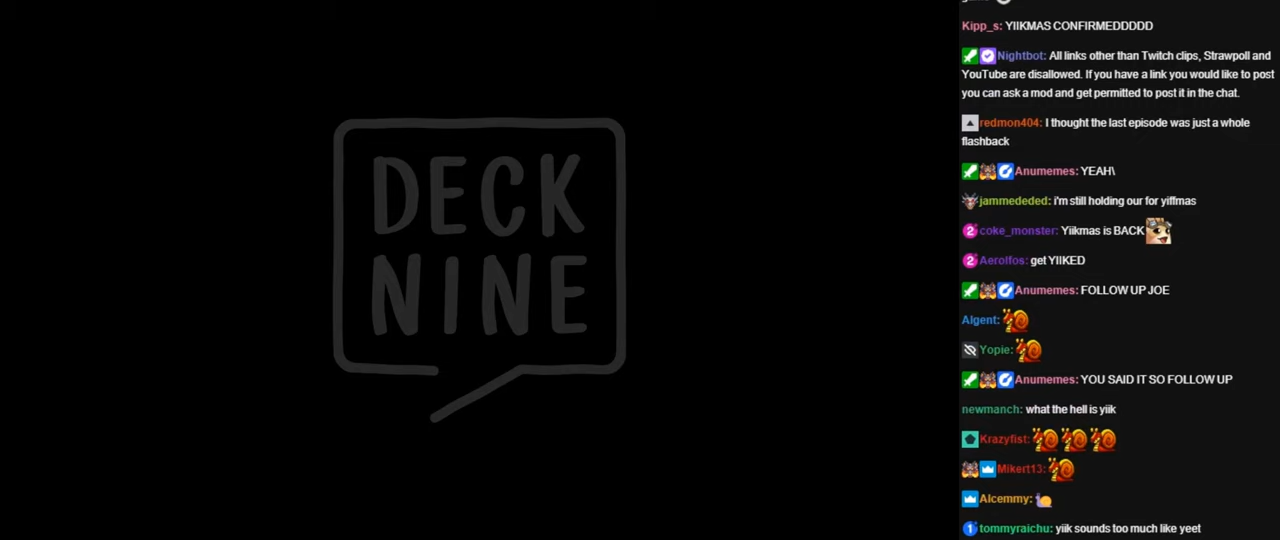 DECK
NINE
Kipp_s: YIIKMAS CONFIRMEDDDDD
Nightbot: All links other than Twitch clips, Strawpoll and
YouTube are disallowed. If you have a link you would like to post
you can ask a mod and get permitted to post it in the chat.
redmon404: I thought the last episode was just a whole
flashback
Anumemes: YEAH\
jammededed: i'm still holding our for yiffmas
2 coke_monster: Yiikmas is BACK
2 Aerolfos: get YIIKED
Anumemes: FOLLOW UP JOE
Algent:
Yopie:
Anumemes: YOU SAID IT SO FOLLOW UP
newmanch: what the hell is yiik
Krazyfist:
Mikert13:
Alcemmy:
1 tommyraichu: yiik sounds too much like yeet